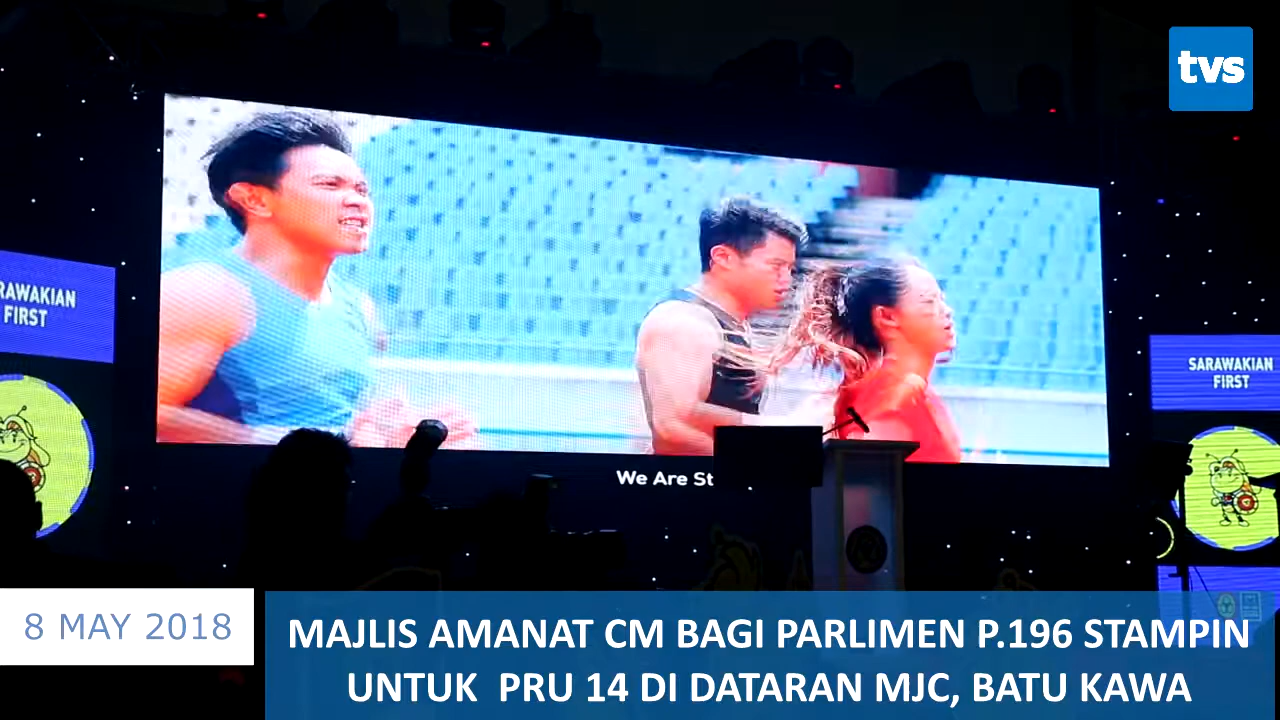 tvs
RAWAKIAN
FIRST
SARAWAKIAN
FIRST
We Are St
8 MAY 2018
MAJLIS AMANAT CM BAGI PARLIMEN P.196 STAMPIN
UNTUK PRU 14 DI DATARAN MJC, BATU KAWA